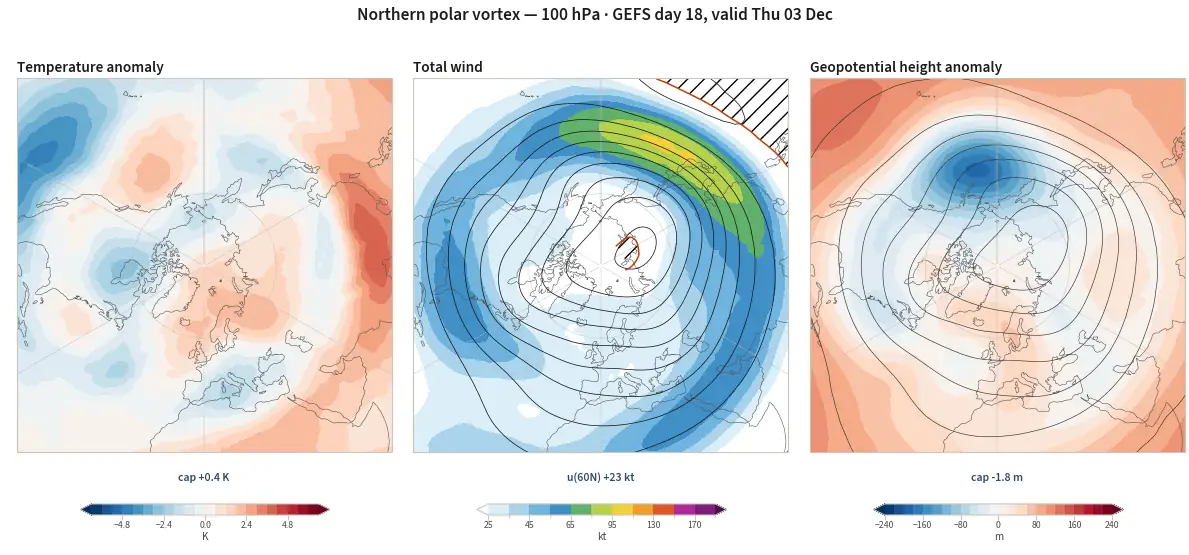 Northern polar vortex — 100 hPa · GEFS day 18, valid Thu 03 Dec
Temperature anomaly
Total wind
Geopotential height anomaly
cap +0.4 K
u(60N) +23 kt
cap -1.8 m
−4.8 −2.4 0.0 2.4 4.8
K
25 45 65 95 130 170
kt
−240 −160 −80 0 80 160 240
m